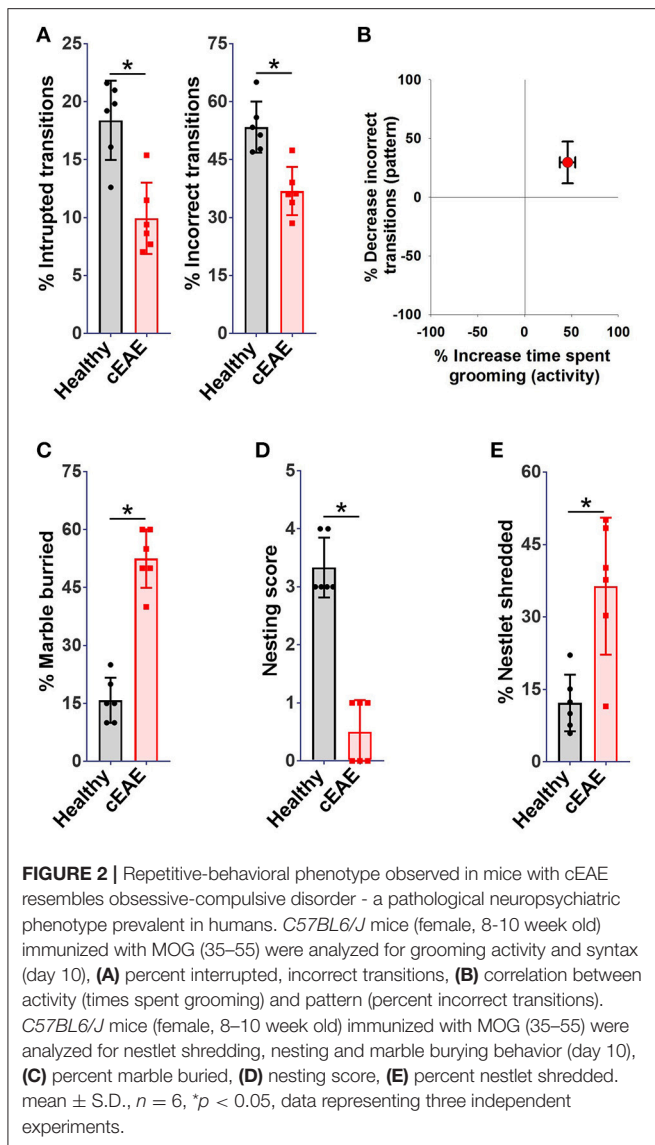 A
B
% Intrupted transitions
25
20
15
10
5
0
*
Healthy
cEAE
% Incorrect transitions
75
60
45
30
15
0
*
Healthy
cEAE
% Decrease incorrect
transitions (pattern)
100
50
0
-50
-100
-100 -50 0 50 100
% Increase time spent
grooming (activity)
C
D
E
% Marble burried
75
60
45
30
15
0
*
Healthy
cEAE
Nesting score
5
4
3
2
1
0
*
Healthy
cEAE
% Nestlet shredded
60
45
30
15
0
*
Healthy
cEAE
FIGURE 2 | Repetitive-behavioral phenotype observed in mice with cEAE
resembles obsessive-compulsive disorder - a pathological neuropsychiatric
phenotype prevalent in humans. C57BL6/J mice (female, 8-10 week old)
immunized with MOG (35–55) were analyzed for grooming activity and syntax
(day 10), (A) percent interrupted, incorrect transitions, (B) correlation between
activity (times spent grooming) and pattern (percent incorrect transitions).
C57BL6/J mice (female, 8–10 week old) immunized with MOG (35–55) were
analyzed for nestlet shredding, nesting and marble burying behavior (day 10),
(C) percent marble buried, (D) nesting score, (E) percent nestlet shredded.
mean ± S.D., n = 6, *p < 0.05, data representing three independent
experiments.